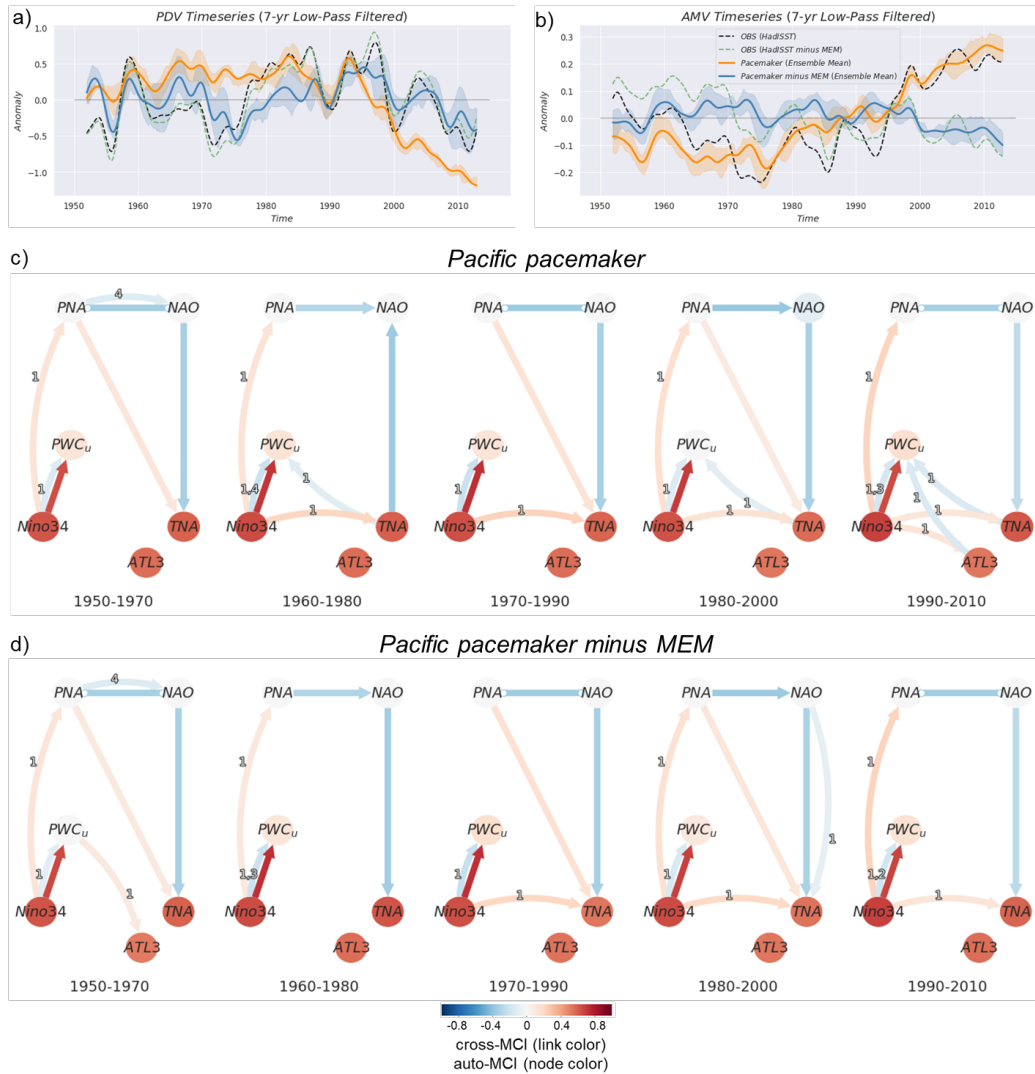 a) PDV Timeseries (7-yr Low-Pass Filtered)
1.0
0.5
0.0
-0.5
-1.0
Anomaly
1950 1960 1970 1980 1990 2000 2010
Time
b) AMV Timeseries (7-yr Low-Pass Filtered)
OBS (HadISST)
OBS (HadISST minus MEM)
Pacemaker (Ensemble Mean)
Pacemaker minus MEM (Ensemble Mean)
0.3
0.2
0.1
0.0
-0.1
-0.2
Anomaly
1950 1960 1970 1980 1990 2000 2010
Time
c) Pacific pacemaker
PNA 4 NAO
1
PWCu
1
Nino34 TNA
ATL3
1950-1970
PNA NAO
1
PWCu
1,4 1
Nino34 1 TNA
ATL3
1960-1980
PNA NAO
PWCu
1
Nino34 1 TNA
ATL3
1970-1990
PNA NAO
1
PWCu
1 1
Nino34 1 TNA
ATL3
1980-2000
PNA NAO
1
PWCu
1,3 1 1
Nino34 1 1 TNA
ATL3
1990-2010
d) Pacific pacemaker minus MEM
PNA 4 NAO
1
PWCu
1 1
Nino34 TNA
ATL3
1950-1970
PNA NAO
1
PWCu
1,3
Nino34 TNA
ATL3
1960-1980
PNA NAO
PWCu
1
Nino34 1 TNA
ATL3
1970-1990
PNA NAO
1
PWCu 1
1
Nino34 1 TNA
ATL3
1980-2000
PNA NAO
1
PWCu
1,2
Nino34 1 TNA
ATL3
1990-2010
-0.8 -0.4 0 0.4 0.8
cross-MCI (link color)
auto-MCI (node color)